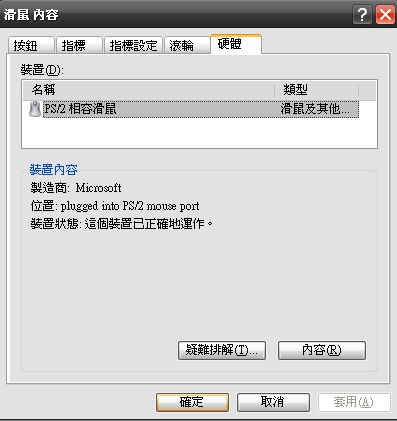 滑鼠 內容
按鈕 指標 指標設定 滾輪 硬體
裝置(D):
名稱 類型
PS/2 相容滑鼠 滑鼠及其他...
裝置內容
製造商: Microsoft
位置: plugged into PS/2 mouse port
裝置狀態: 這個裝置已正確地運作。
疑難排解(T)... 內容(R)
確定 取消 套用(A)